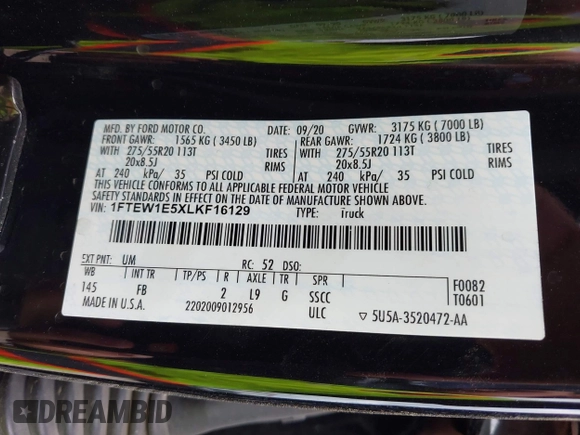 MFD. BY FORD MOTOR CO. DATE: 09/20 GVWR: 3175 KG ( 7000 LB)
FRONT GAWR: 1565 KG ( 3450 LB) REAR GAWR: 1724 KG ( 3800 LB)
WITH 275/55R20 113T TIRES WITH 275/55R20 113T TIRES
20x8.5J RIMS 20x8.5J RIMS
AT 240 kPa/ 35 PSI COLD AT 240 kPa/ 35 PSI COLD
THIS VEHICLE CONFORMS TO ALL APPLICABLE FEDERAL MOTOR VEHICLE
SAFETY STANDARDS IN EFFECT ON THE DATE OF MANUFACTURE SHOWN ABOVE.
VIN: 1FTEW1E5XLKF16129 TYPE: Truck
EXT PNT: UM RC: 52 DSO:
WB INT TR TP/PS R AXLE TR SPR F0082
145 FB 2 L9 G SSCC T0601
MADE IN U.S.A. 2202009012956 ULC ▽ 5U5A-3520472-AA
DREAMBID